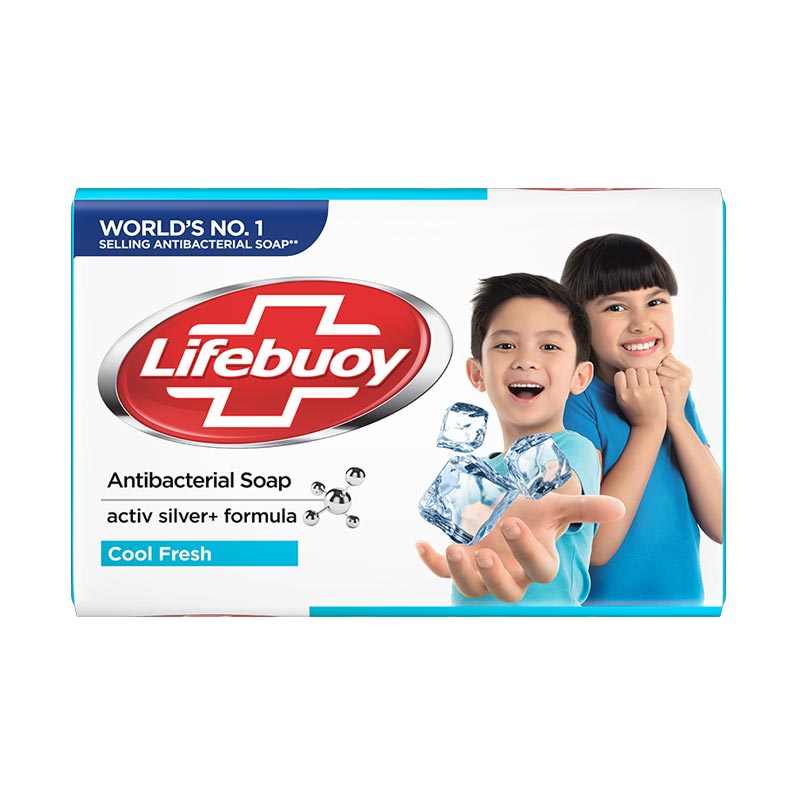 WORLD'S NO. 1
SELLING ANTIBACTERIAL SOAP**
Lifebuoy
Antibacterial Soap
activ silver+ formula
Cool Fresh